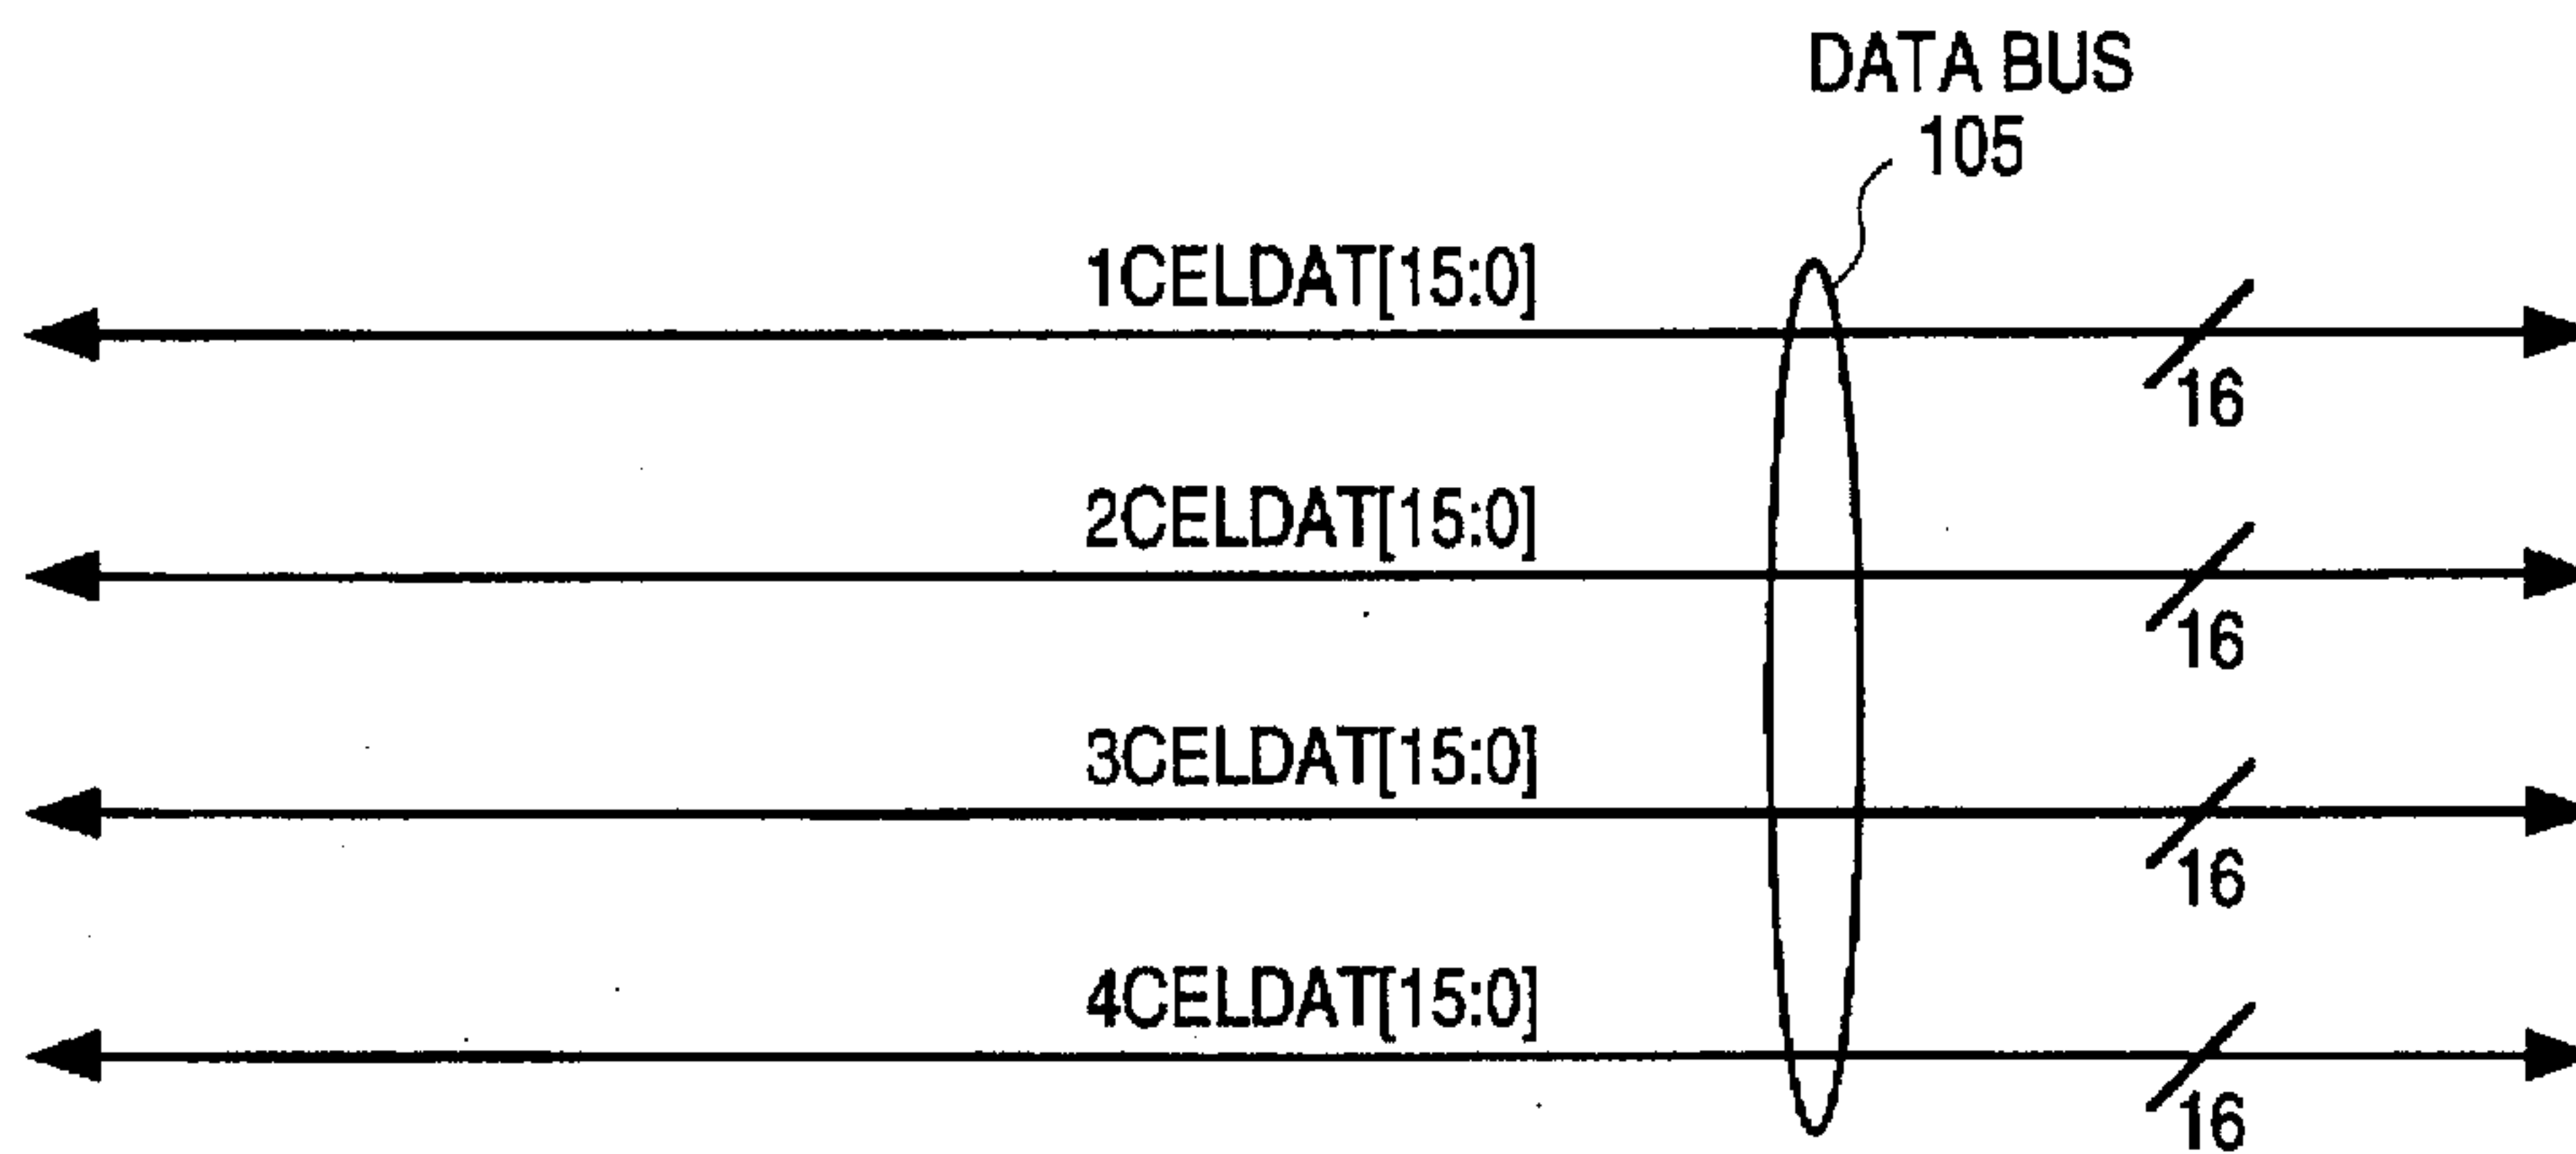 DATA BUS
105
1CELDAT[15:0]
16
2CELDAT[15:0]
16
3CELDAT[15:0]
16
4CELDAT[15:0]
16